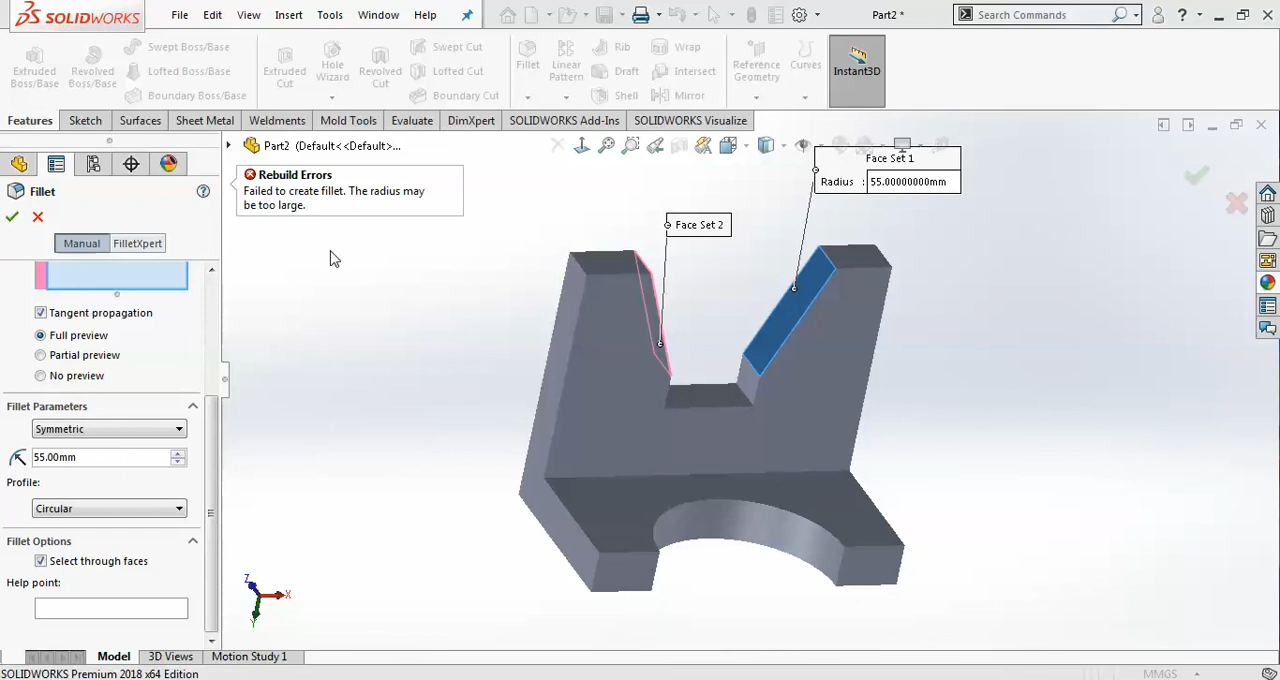 SOLIDWORKS File Edit View Insert Tools Window Help Part2 * Search Commands ?
Extruded Boss/Base
Revolved Boss/Base
Swept Boss/Base
Lofted Boss/Base
Boundary Boss/Base
Extruded Cut
Hole Wizard
Revolved Cut
Swept Cut
Lofted Cut
Boundary Cut
Fillet
Linear Pattern
Rib
Draft
Shell
Wrap
Intersect
Mirror
Reference Geometry
Curves
Instant3D
Features Sketch Surfaces Sheet Metal Weldments Mold Tools Evaluate DimXpert SOLIDWORKS Add-Ins SOLIDWORKS Visualize
Part2 (Default<<Default>...
Fillet
Rebuild Errors
Failed to create fillet. The radius may
be too large.
Face Set 1
Radius : 55.00000000mm
Face Set 2
Manual FilletXpert
Tangent propagation
Full preview
Partial preview
No preview
Fillet Parameters
Symmetric
55.00mm
Profile:
Circular
Fillet Options
Select through faces
Help point:
Z
X
Y
Model 3D Views Motion Study 1
SOLIDWORKS Premium 2018 x64 Edition MMGS